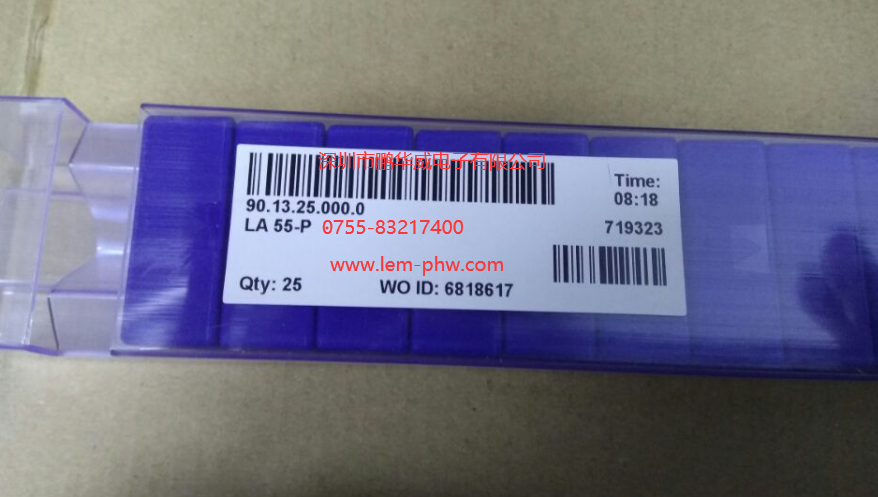 深圳市鹏华威电子有限公司
Time:
08:18
90.13.25.000.0
LA 55-P 0755-83217400
719323
www.lem-phw.com
Qty: 25 WO ID: 6818617